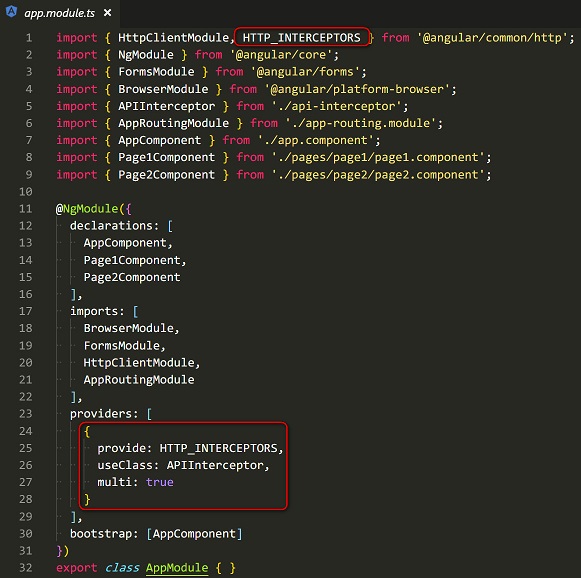 app.module.ts ×
1 import { HttpClientModule, HTTP_INTERCEPTORS } from '@angular/common/http';
2 import { NgModule } from '@angular/core';
3 import { FormsModule } from '@angular/forms';
4 import { BrowserModule } from '@angular/platform-browser';
5 import { APIInterceptor } from './api-interceptor';
6 import { AppRoutingModule } from './app-routing.module';
7 import { AppComponent } from './app.component';
8 import { Page1Component } from './pages/page1/page1.component';
9 import { Page2Component } from './pages/page2/page2.component';
10
11 @NgModule({
12   declarations: [
13     AppComponent,
14     Page1Component,
15     Page2Component
16   ],
17   imports: [
18     BrowserModule,
19     FormsModule,
20     HttpClientModule,
21     AppRoutingModule
22   ],
23   providers: [
24     {
25       provide: HTTP_INTERCEPTORS,
26       useClass: APIInterceptor,
27       multi: true
28     }
29   ],
30   bootstrap: [AppComponent]
31 })
32 export class AppModule { }